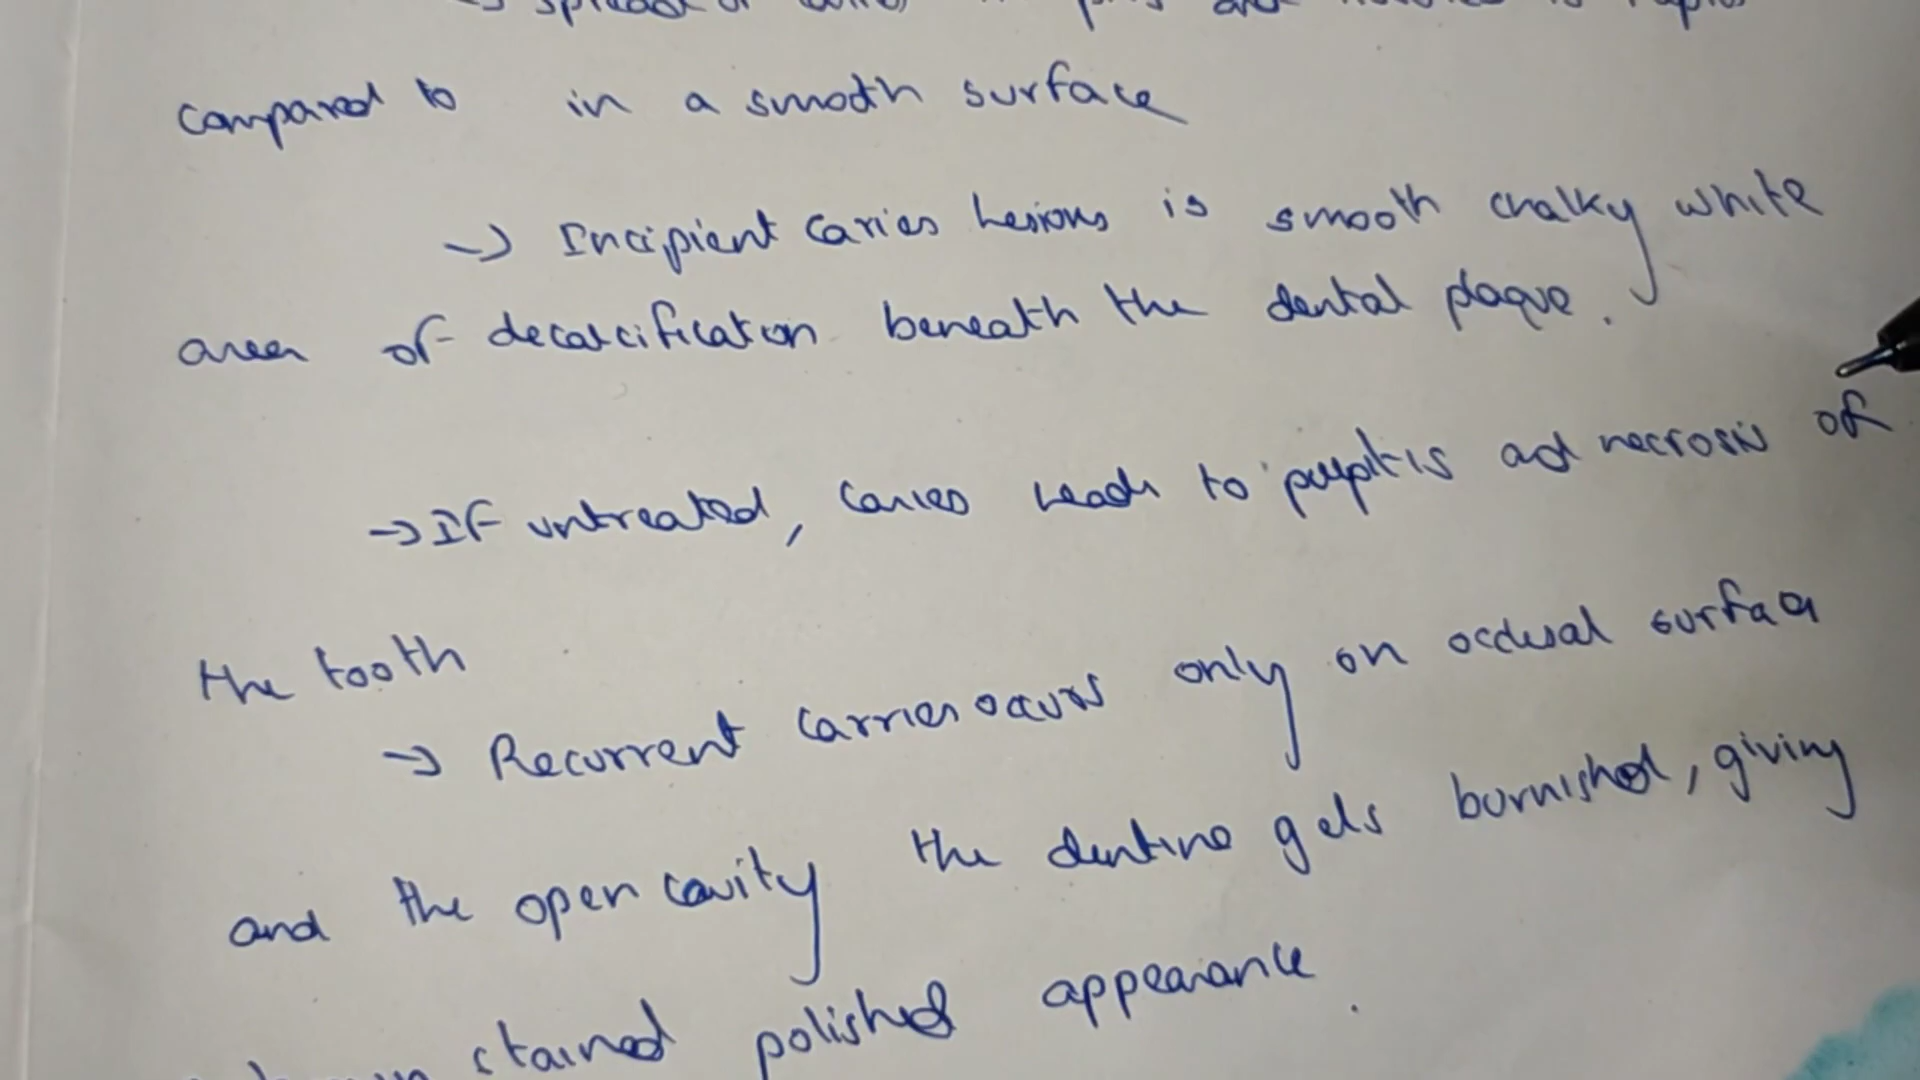 compared to in a smooth surface
→ Incipient Caries Lesions is smooth chalky white
area of decalcification beneath the dental plaque.
→ If untreated, Caries leads to pulpitis and necrosis of
the tooth
→ Recurrent Carries occurs only on occlusal surface
and the open cavity the dentine gets burnished, giving
stained polished appearance.